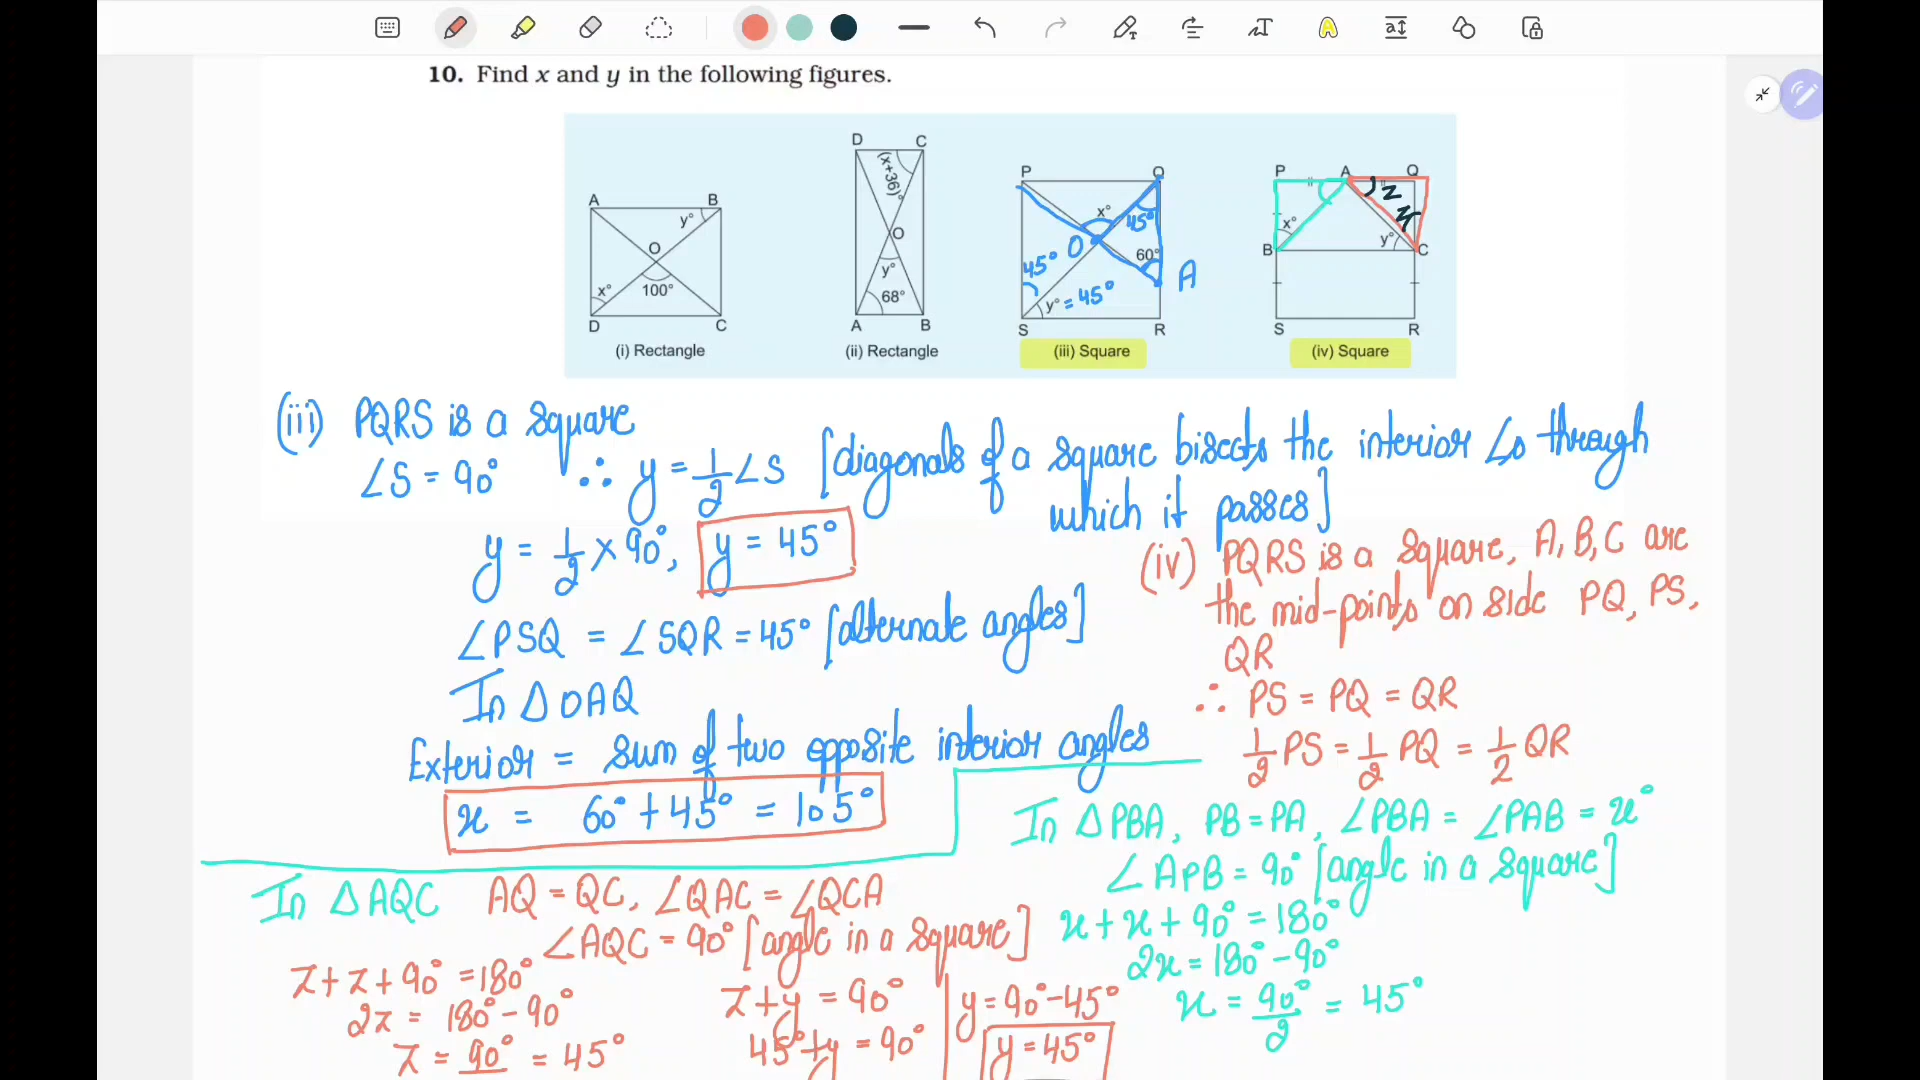 10. Find x and y in the following figures.
A B y° O x° 100° D C
(i) Rectangle
D C (x+36)° O y° 68° A B
(ii) Rectangle
P Q x° 45° O 45° 60° A y° = 45° S R
(iii) Square
P A Q z z x° y° B C S R
(iv) Square
(iii) PQRS is a square
∠S = 90° ∴ y = 1/2 ∠S [diagonals of a square bisects the interior ∠s through
which it passes]
y = 1/2 × 90°, y = 45°
∠PSQ = ∠SQR = 45° [alternate angles]
In △OAQ
Exterior = sum of two opposite interior angles
x = 60° + 45° = 105°
(iv) PQRS is a square, A, B, C are
the mid-points on side PQ, PS,
QR
∴ PS = PQ = QR
1/2 PS = 1/2 PQ = 1/2 QR
In △PBA, PB = PA, ∠PBA = ∠PAB = x°
∠APB = 90° [angle in a square]
x + x + 90° = 180°
2x = 180° - 90°
x = 90°/2 = 45°
In △AQC AQ = QC, ∠QAC = ∠QCA
∠AQC = 90° [angle in a square]
z + z + 90° = 180°
2z = 180° - 90°
z = 90° = 45°
z + y = 90°
45° + y = 90°
y = 90° - 45°
y = 45°